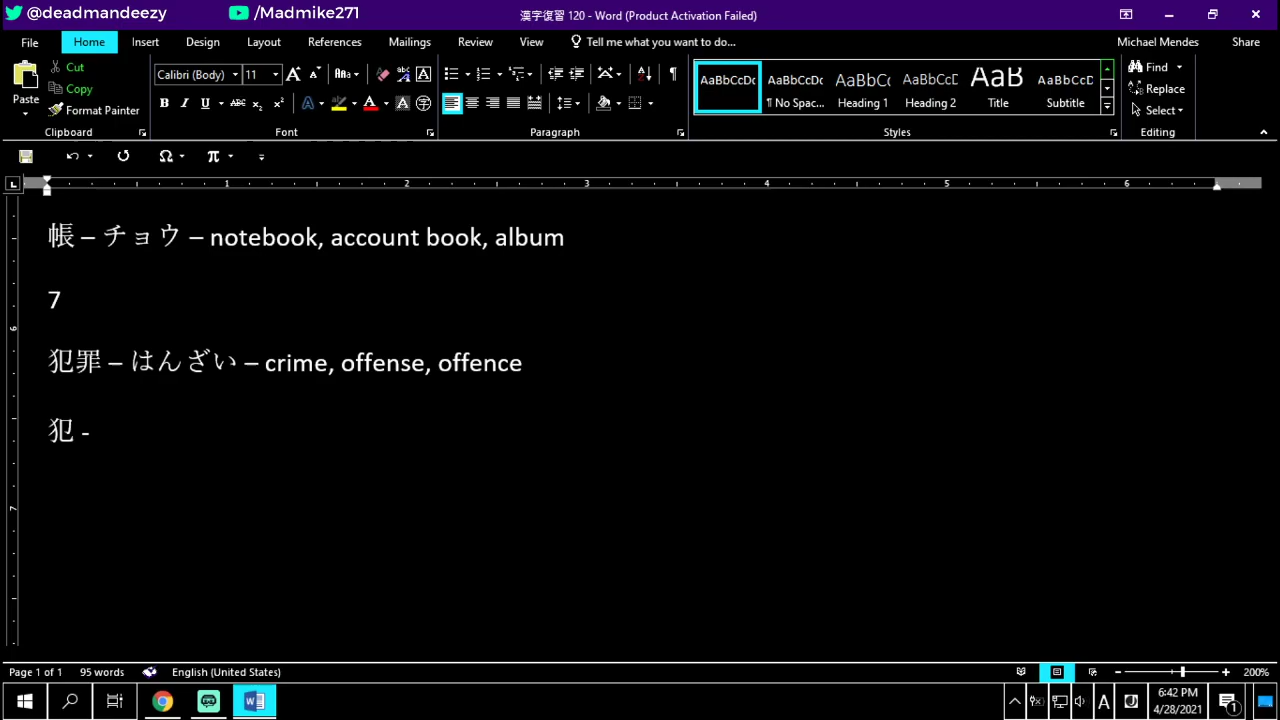 @deadmandeezy /Madmike271 漢字復習 120 - Word (Product Activation Failed)
File Home Insert Design Layout References Mailings Review View Tell me what you want to do... Michael Mendes Share
Paste Cut Copy Format Painter
Calibri (Body) 11
AaBbCcDc AaBbCcDc AaBbC( AaBbCcD AaB AaBbCcD
¶ No Spac... Heading 1 Heading 2 Title Subtitle
Find Replace Select
Clipboard Font Paragraph Styles Editing
1 2 3 4 5 6
帳 – チョウ – notebook, account book, album
7
犯罪 – はんざい – crime, offense, offence
犯 -
Page 1 of 1 95 words English (United States) 200%
6:42 PM
4/28/2021